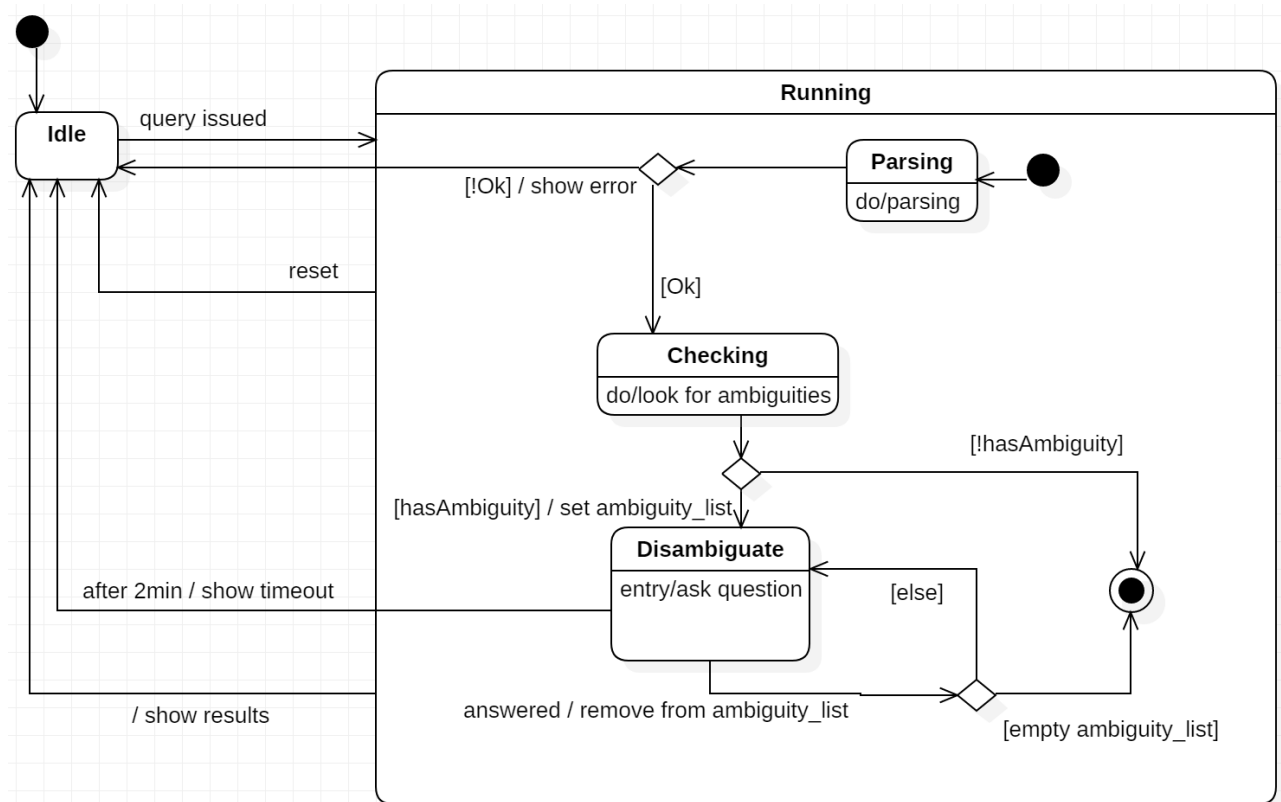 Running
query issued
Idle
Parsing
[!Ok] / show error
do/parsing
reset
[Ok]
Checking
do/look for ambiguities
[!hasAmbiguity]
[hasAmbiguity] / set ambiguity_list
Disambiguate
after 2min / show timeout
entry/ask question
[else]
/ show results
answered / remove from ambiguity_list
[empty ambiguity_list]